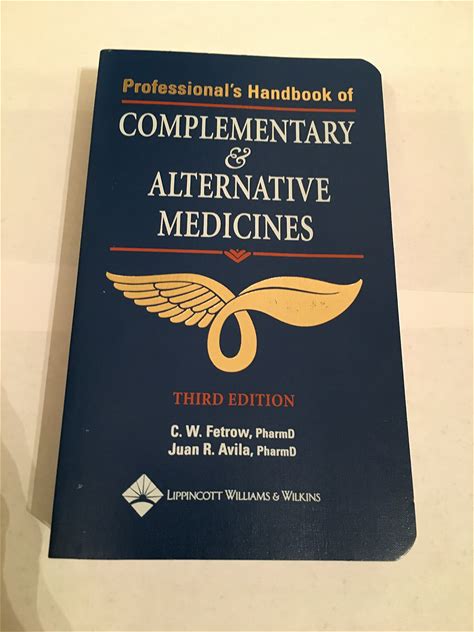 Professional's Handbook of
COMPLEMENTARY
&
ALTERNATIVE
MEDICINES
THIRD EDITION
C. W. Fetrow, PharmD
Juan R. Avila, PharmD
LIPPINCOTT WILLIAMS & WILKINS